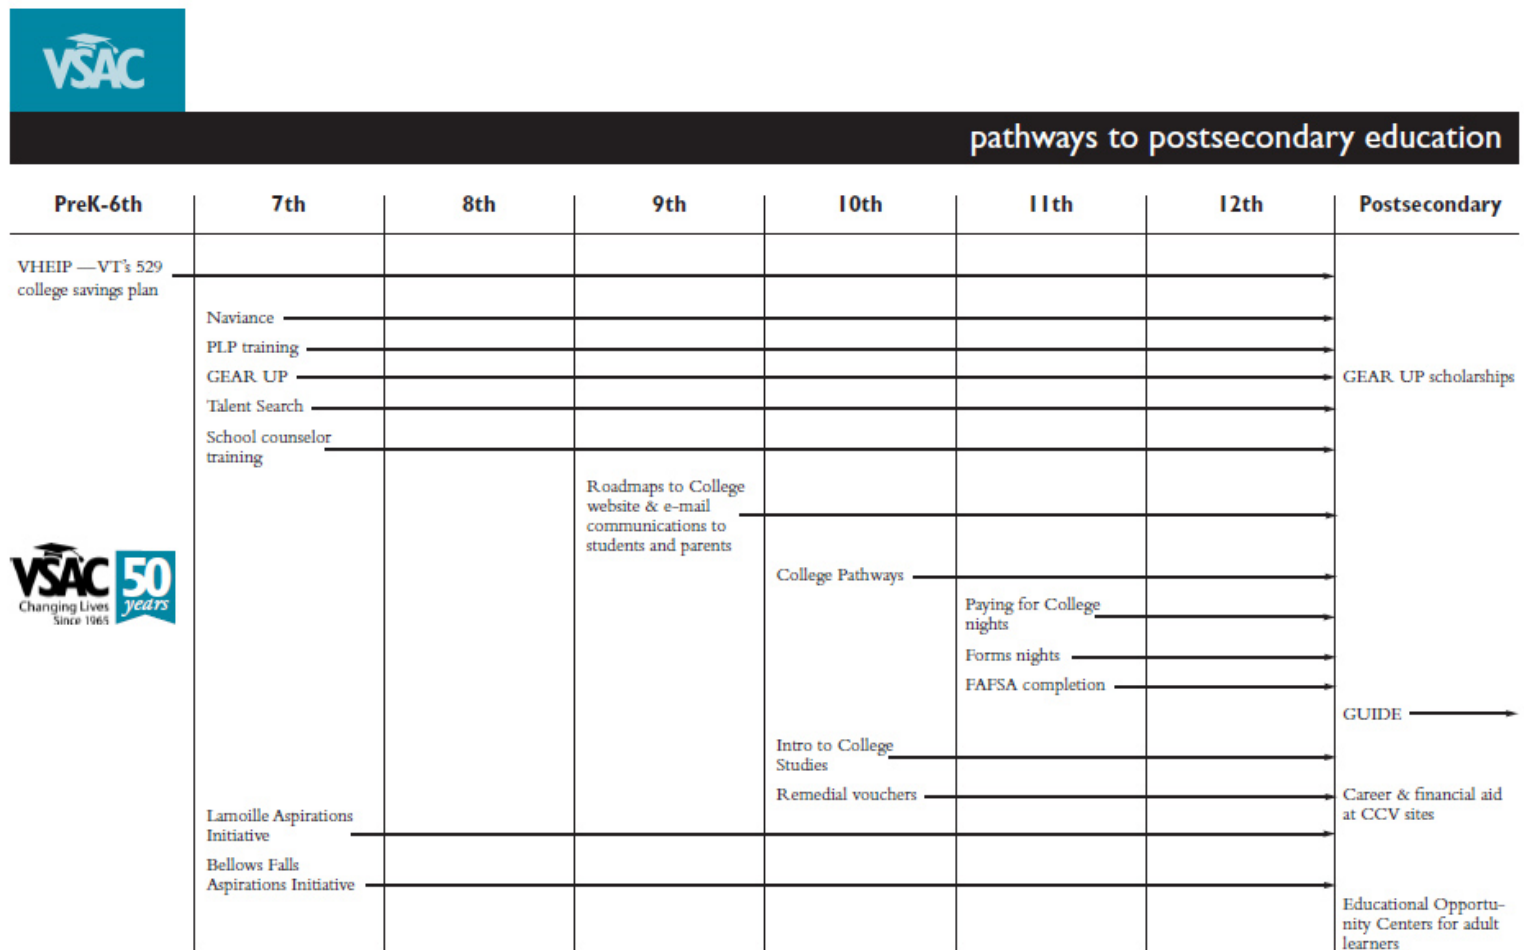 VSAC
pathways to postsecondary education
PreK-6th 7th 8th 9th 10th 11th 12th Postsecondary
VHEIP —VT's 529
college savings plan
Naviance
PLP training
GEAR UP GEAR UP scholarships
Talent Search
School counselor
training
Roadmaps to College
website & e-mail
communications to
students and parents
VSAC 50
Changing Lives years
Since 1965
College Pathways
Paying for College
nights
Forms nights
FAFSA completion
GUIDE
Intro to College
Studies
Remedial vouchers Career & financial aid
at CCV sites
Lamoille Aspirations
Initiative
Bellows Falls
Aspirations Initiative
Educational Opportu-
nity Centers for adult
learners